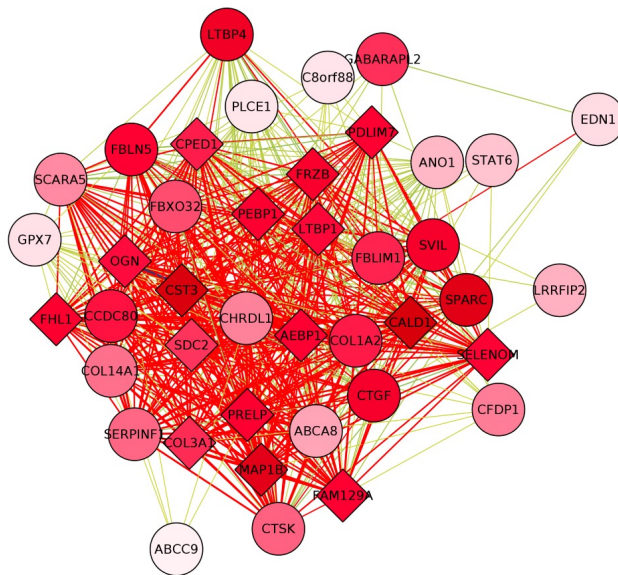 LTBP4
GABARAPL2
C8orf88
PLCE1
EDN1
PDLIM7
CPED1
FBLN5
ANO1
STAT6
SCARA5
FRZB
FBXO32
PEBP1
LTBP1
GPX7
SVIL
FBLIM1
OGN
CST3
LRRFIP2
SPARC
FHL1
CCDC80
CHRDL1
CALD1
SDC2
AEBP1
COL1A2
SELENOM
COL14A1
CTGF
PRELP
CFDP1
SERPINF1
COL3A1
ABCA8
MAP1B
FAM129A
CTSK
ABCC9